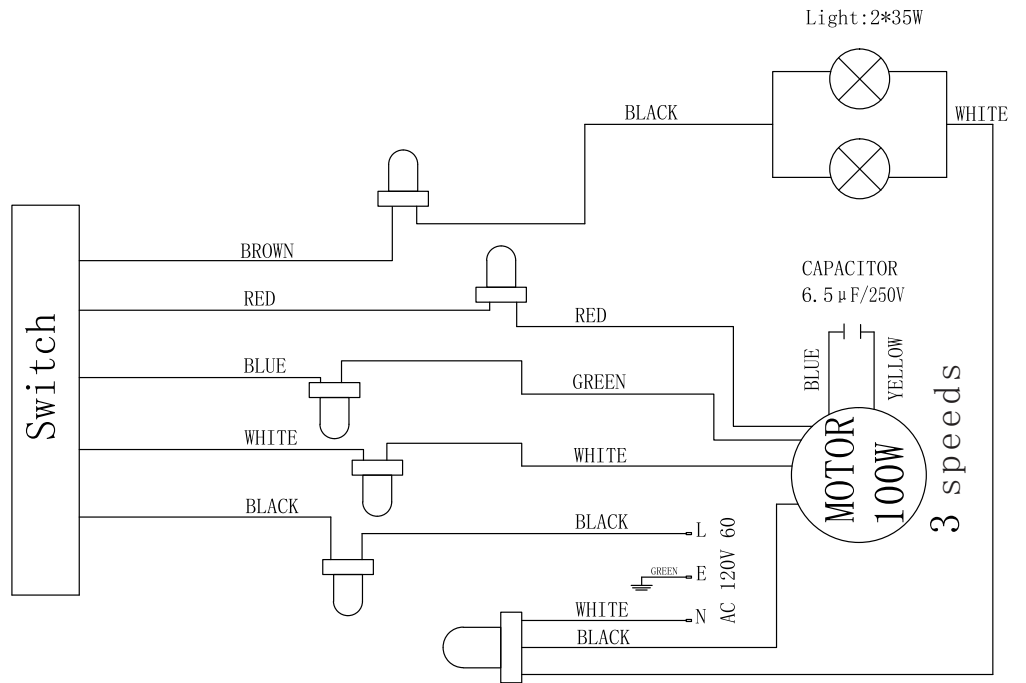 Light:2*35W
BLACK
WHITE
BROWN
CAPACITOR
6.5μF/250V
RED
RED
BLUE
YELLOW
BLUE
GREEN
Switch
MOTOR
100W
3 speeds
WHITE
WHITE
BLACK
BLACK
L
GREEN
E
AC 120V 60
WHITE
N
BLACK